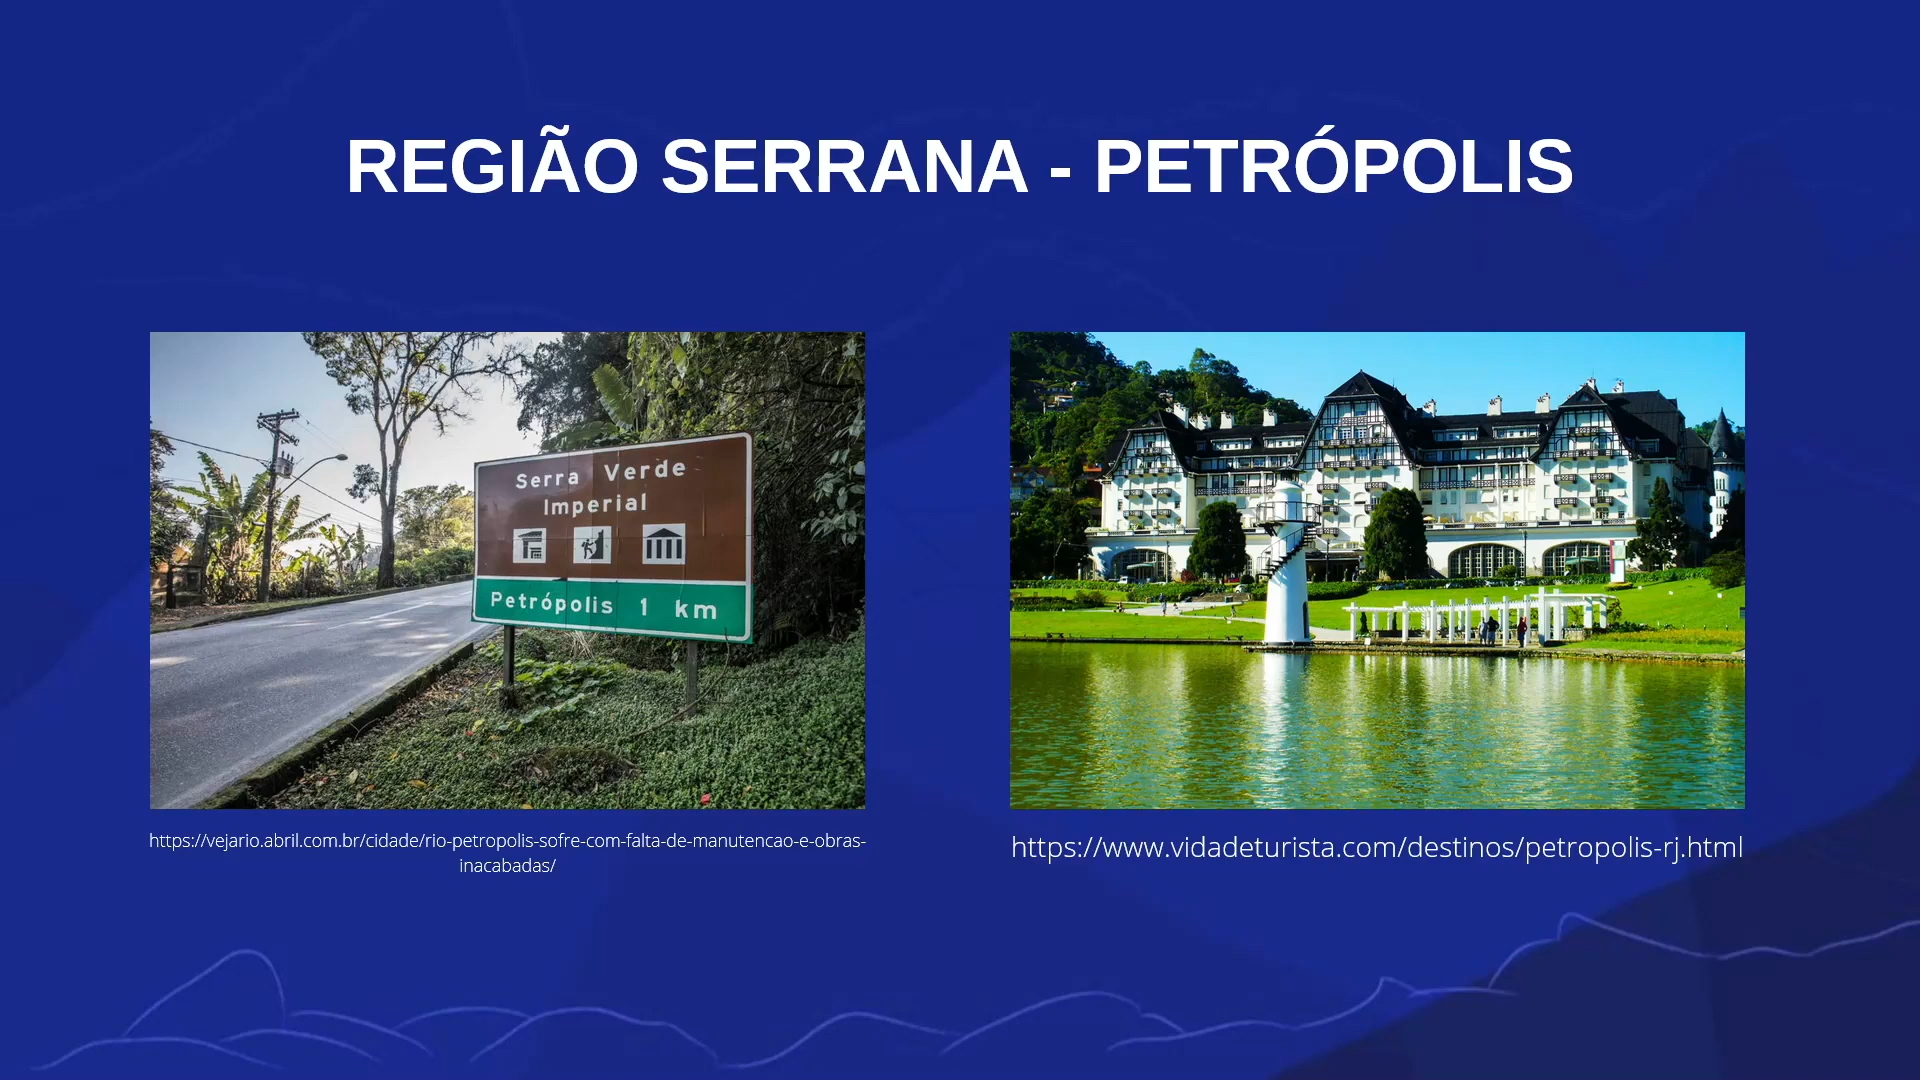 REGIÃO SERRANA - PETRÓPOLIS
Serra Verde
Imperial
Petrópolis 1 km
https://vejario.abril.com.br/cidade/rio-petropolis-sofre-com-falta-de-manutencao-e-obras-
inacabadas/
https://www.vidadeturista.com/destinos/petropolis-rj.html